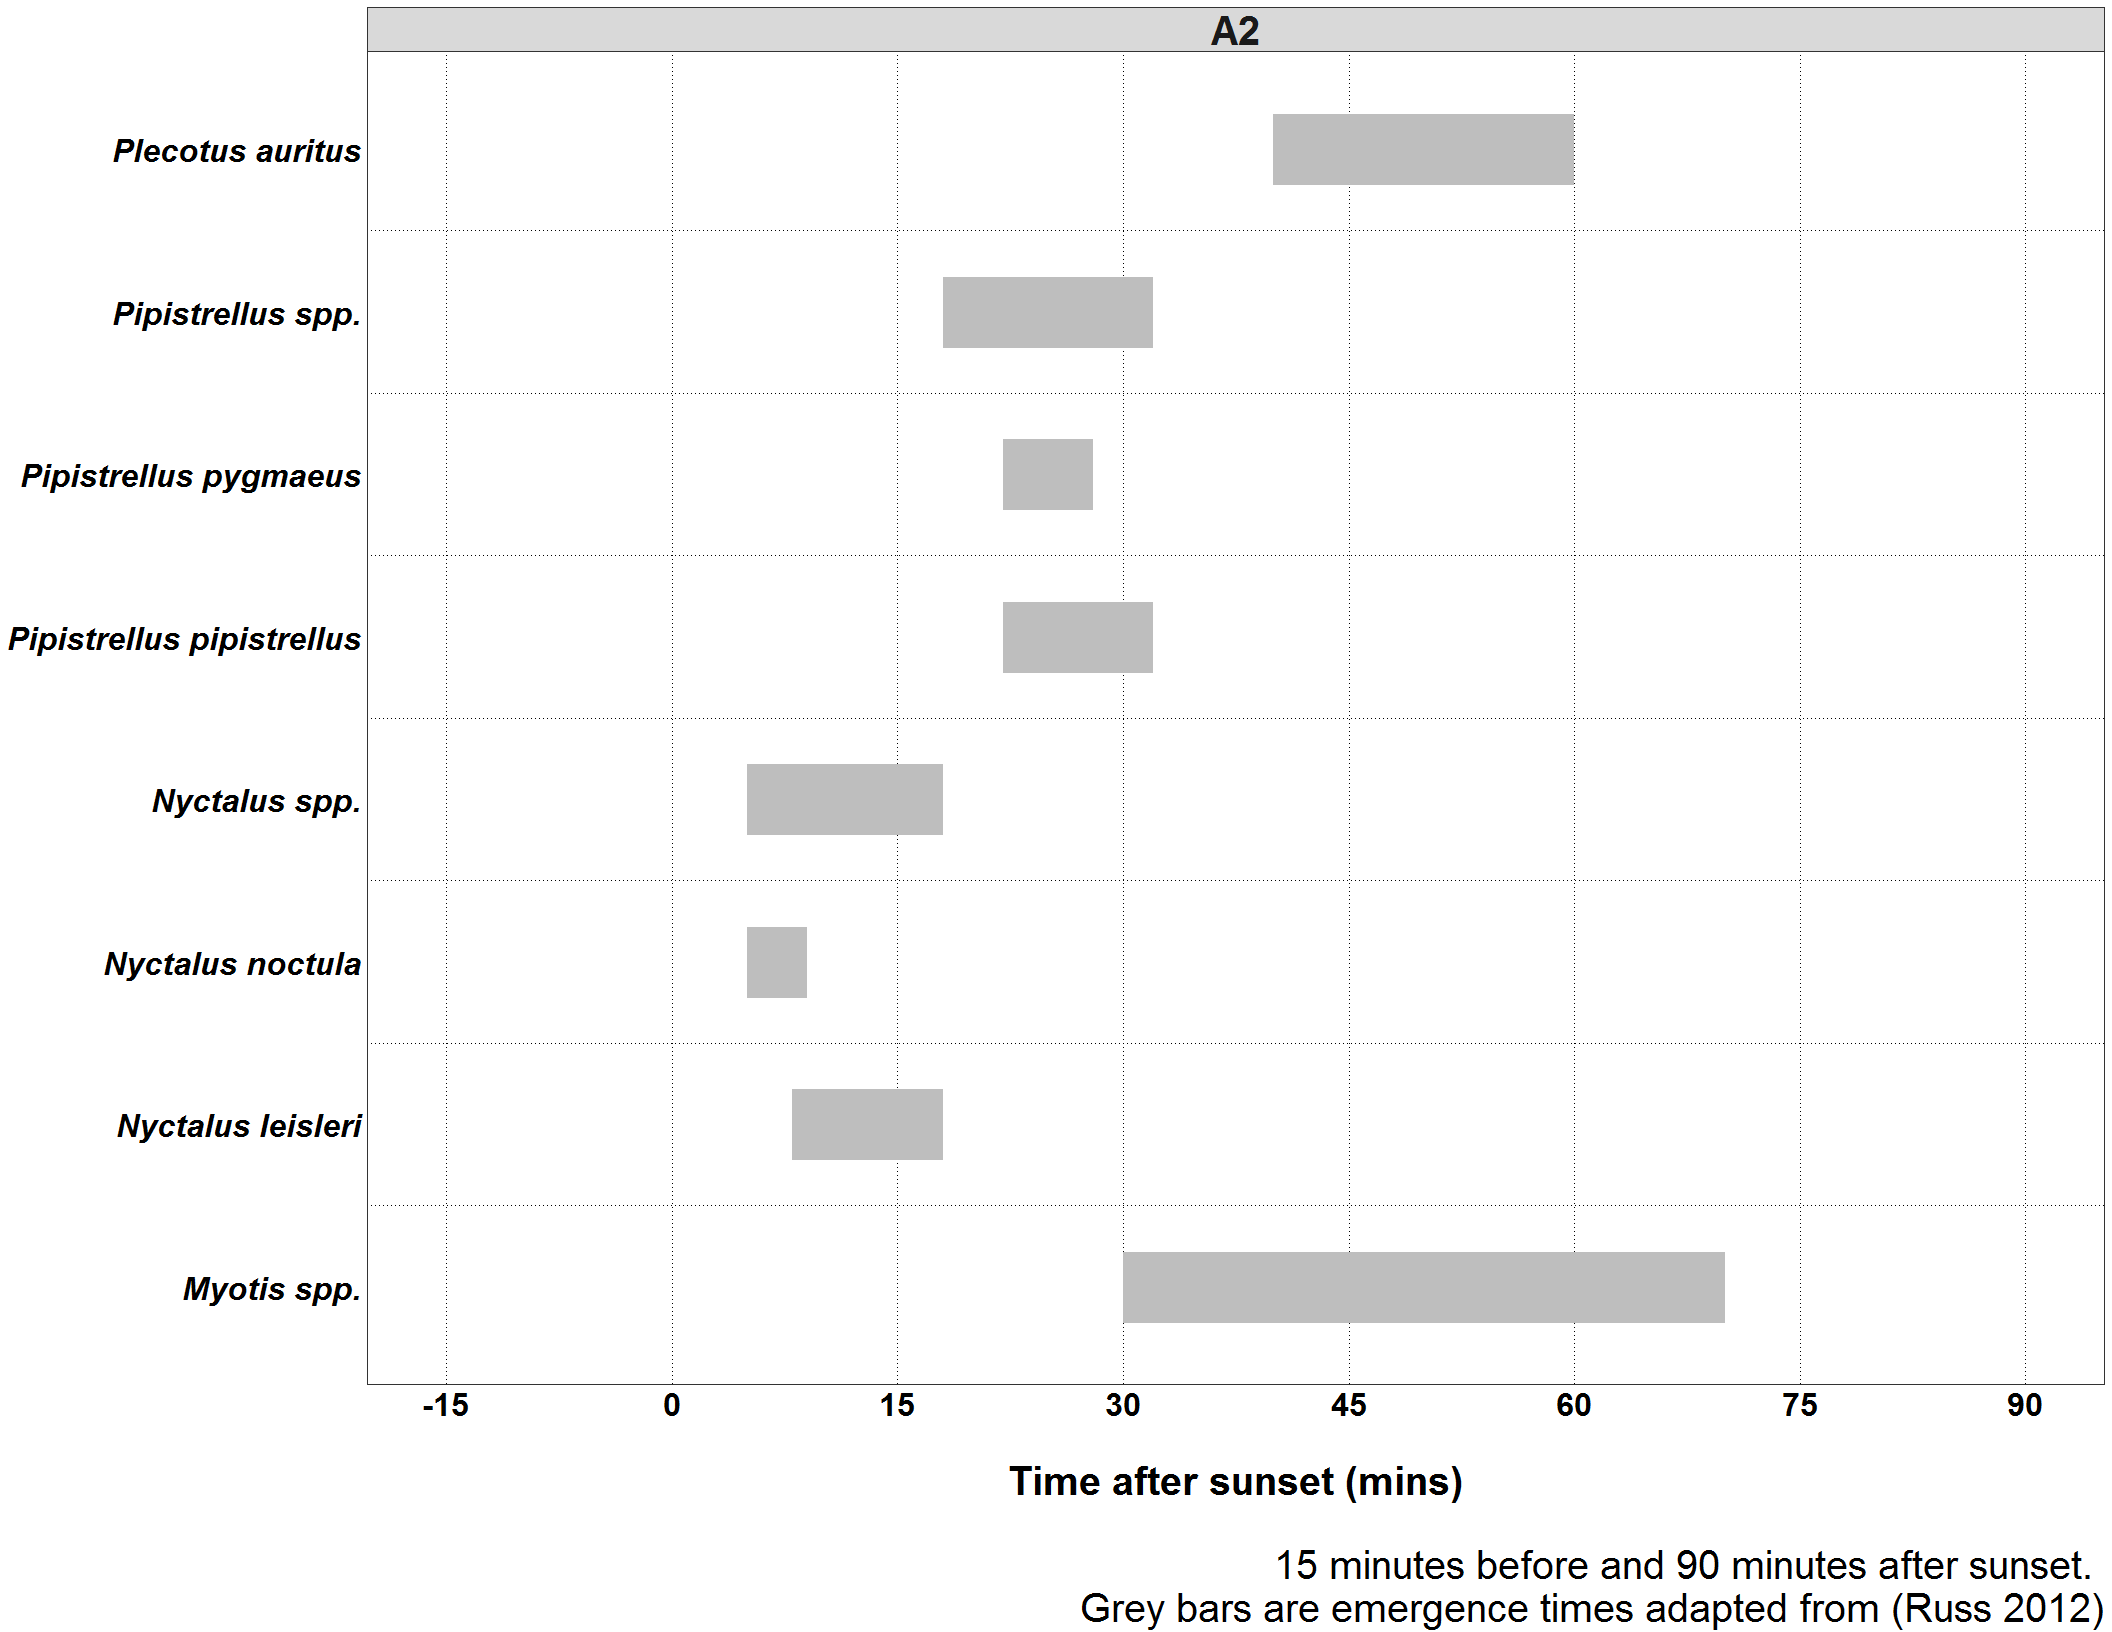 A2
Plecotus auritus
Pipistrellus spp.
Pipistrellus pygmaeus
Pipistrellus pipistrellus
Nyctalus spp.
Nyctalus noctula
Nyctalus leisleri
Myotis spp.
-15 0 15 30 45 60 75 90
Time after sunset (mins)
15 minutes before and 90 minutes after sunset.
Grey bars are emergence times adapted from (Russ 2012)